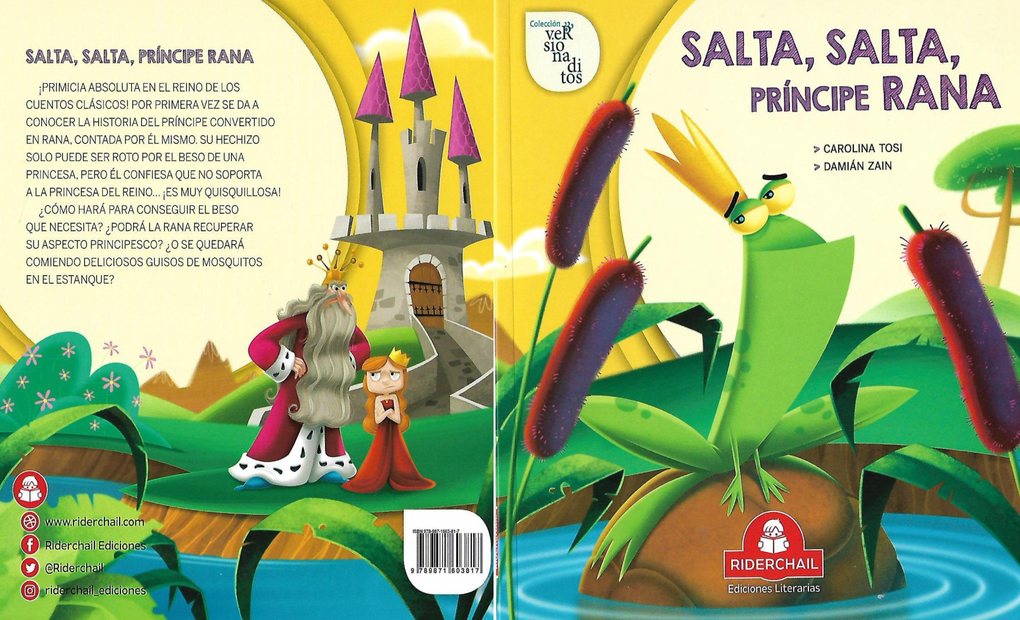 SALTA, SALTA, PRÍNCIPE RANA
¡PRIMICIA ABSOLUTA EN EL REINO DE LOS
CUENTOS CLÁSICOS! POR PRIMERA VEZ SE DA A
CONOCER LA HISTORIA DEL PRÍNCIPE CONVERTIDO
EN RANA, CONTADA POR ÉL MISMO. SU HECHIZO
SOLO PUEDE SER ROTO POR EL BESO DE UNA
PRINCESA, PERO ÉL CONFIESA QUE NO SOPORTA
A LA PRINCESA DEL REINO... ¡ES MUY QUISQUILLOSA!
¿CÓMO HARÁ PARA CONSEGUIR EL BESO
QUE NECESITA? ¿PODRÁ LA RANA RECUPERAR
SU ASPECTO PRINCIPESCO? ¿O SE QUEDARÁ
COMIENDO DELICIOSOS GUISOS DE MOSQUITOS
EN EL ESTANQUE?
www.riderchail.com
Riderchail Ediciones
@Riderchail
riderchail_ediciones
9 789871 603817
Colección
veR
sio
na
di
tos
SALTA, SALTA,
PRÍNCIPE RANA
> CAROLINA TOSI
> DAMIÁN ZAIN
RIDERCHAIL
Ediciones Literarias